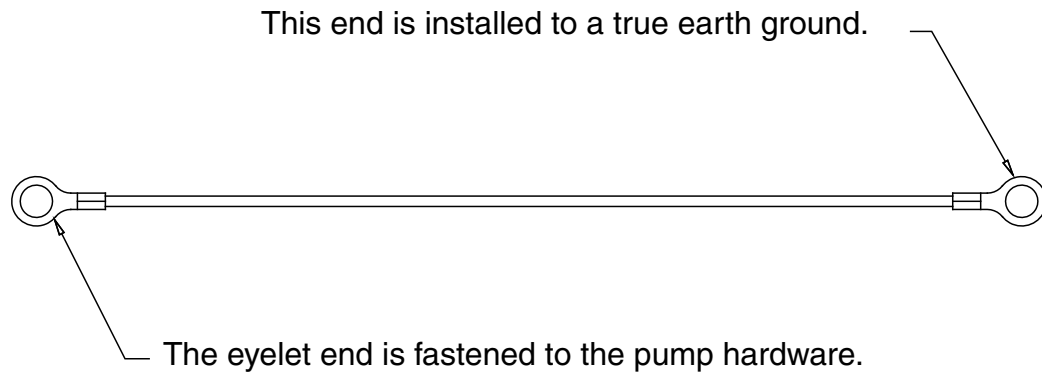 This end is installed to a true earth ground.
The eyelet end is fastened to the pump hardware.